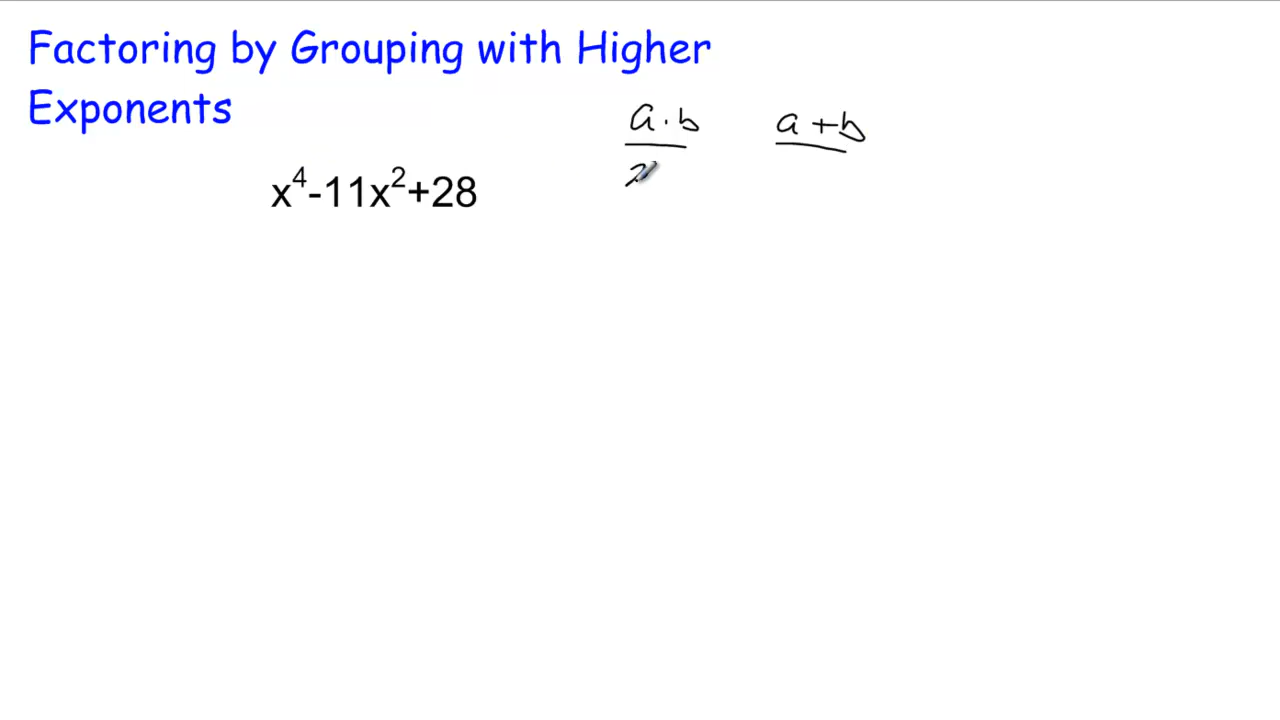 Factoring by Grouping with Higher
Exponents
a · b a + b
x⁴-11x²+28